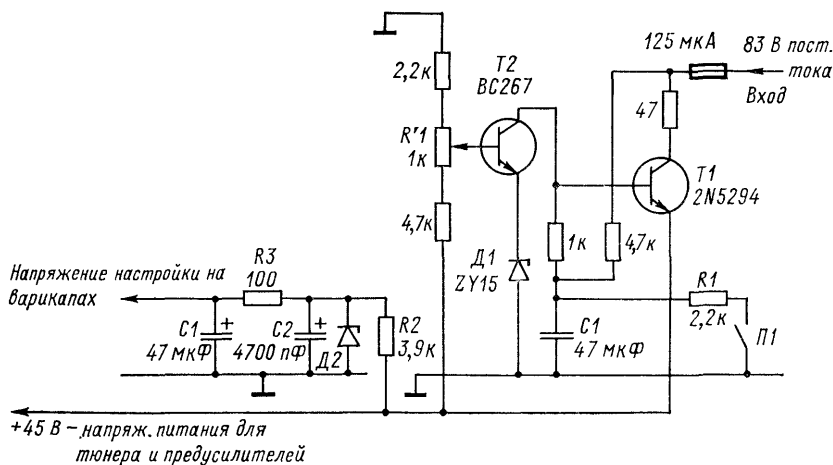 125 мкА
83 В пост.
тока
Вход
2,2к
Т2
BC267
47
R'1
1к
Т1
2N5294
4,7к
1к
4,7к
Д1
ZY15
R3
100
Напряжение настройки на
варикапах
R1
2,2к
П1
C1
47 мкФ
C2
4700 пФ
Д2
R2
3,9к
C1
47 мкФ
+45 В – напряж. питания для
тюнера и предусилителей